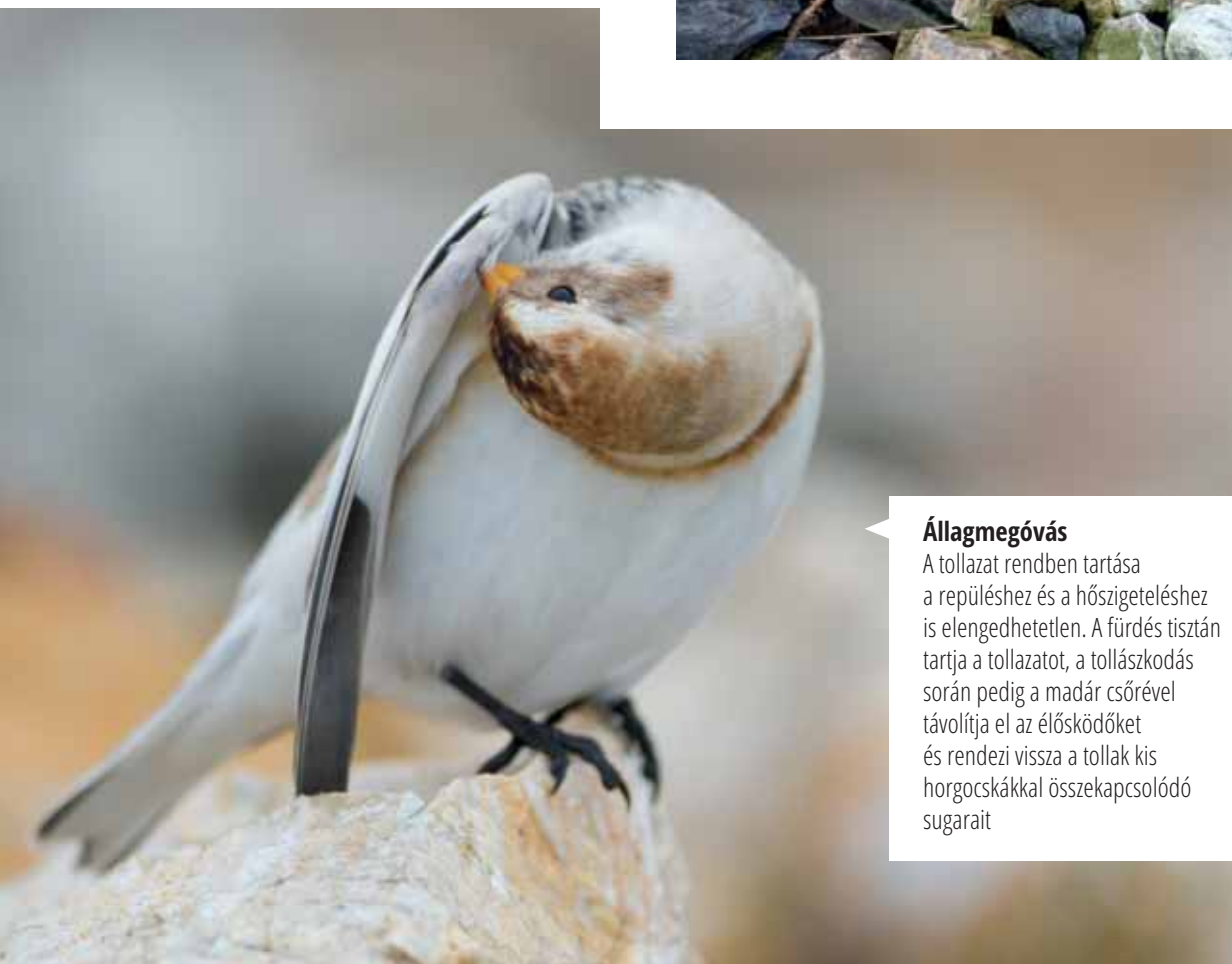 Állagmegóvás
A tollazat rendben tartása
a repüléshez és a hőszigeteléshez
is elengedhetetlen. A fürdés tisztán
tartja a tollazatot, a tollászkodás
során pedig a madár csőrével
távolítja el az élősködőket
és rendezi vissza a tollak kis
horgocskákkal összekapcsolódó
sugarait